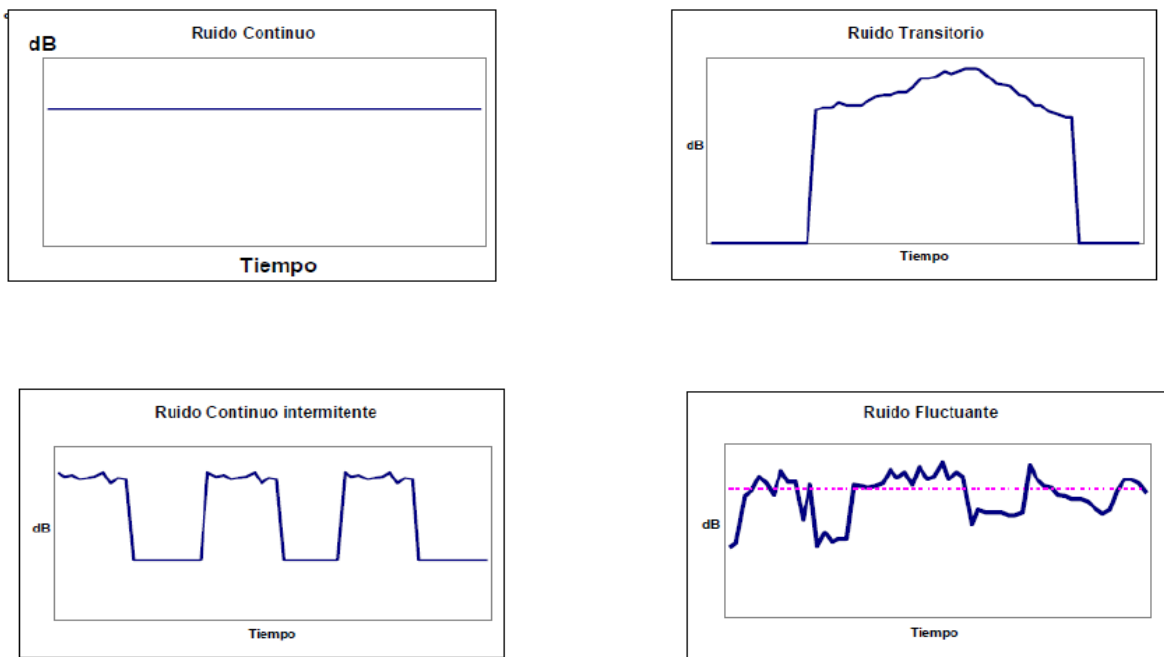 Ruido Continuo
dB
Tiempo
Ruido Transitorio
dB
Tiempo
Ruido Continuo intermitente
dB
Tiempo
Ruido Fluctuante
dB
Tiempo